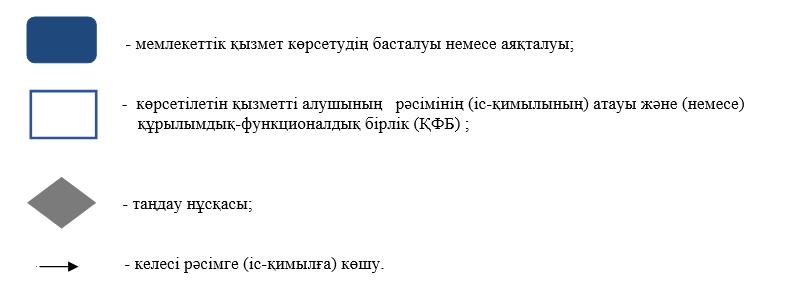 - мемлекеттік қызмет көрсетудің басталуы немесе аяқталуы;
- көрсетілетін қызметті алушының рәсімінің (іс-қимылының) атауы және (немесе)
құрылымдық-функционалдық бірлік (ҚФБ) ;
- таңдау нұсқасы;
- келесі рәсімге (іс-қимылға) көшу.